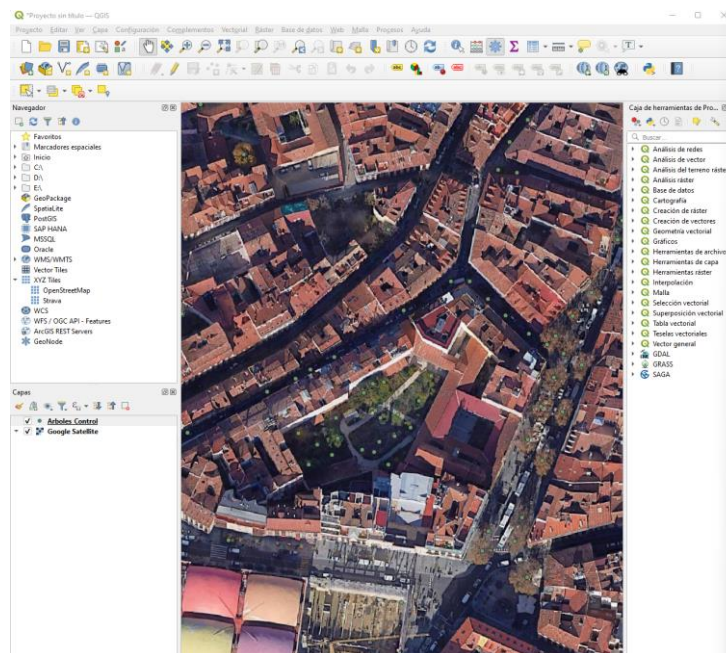 *Proyecto sin título — QGIS
Proyecto Editar Ver Capa Configuración Complementos Vectorial Ráster Base de datos Web Malla Procesos Ayuda
Navegador
Favoritos
Marcadores espaciales
Inicio
C:\
D:\
E:\
GeoPackage
SpatiaLite
PostGIS
SAP HANA
MSSQL
Oracle
WMS/WMTS
Vector Tiles
XYZ Tiles
OpenStreetMap
Strava
WCS
WFS / OGC API - Features
ArcGIS REST Servers
GeoNode
Capas
Arboles Control
Google Satellite
Caja de herramientas de Pro...
Buscar...
Análisis de redes
Análisis de vector
Análisis del terreno ráste
Análisis ráster
Base de datos
Cartografía
Creación de ráster
Creación de vectores
Geometría vectorial
Gráficos
Herramientas de archivo
Herramientas de capa
Herramientas ráster
Interpolación
Malla
Selección vectorial
Superposición vectorial
Tabla vectorial
Teselas vectoriales
Vector general
GDAL
GRASS
SAGA